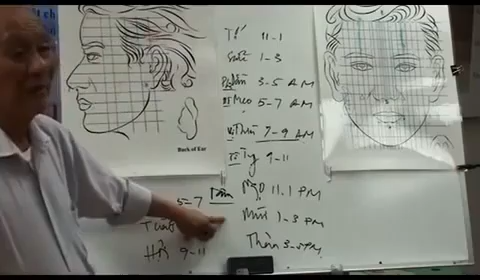 Tí 11-1
Sửu 1-3
Dần 3-5 AM
Mẹo 5-7 AM
Thìn 7-9 AM
Tỵ 9-11
Ngọ 11.1 PM
Mùi 1-3 PM
Thân 3-5 PM
5-7
Tuất
Hợi 9-11
Back of Ear